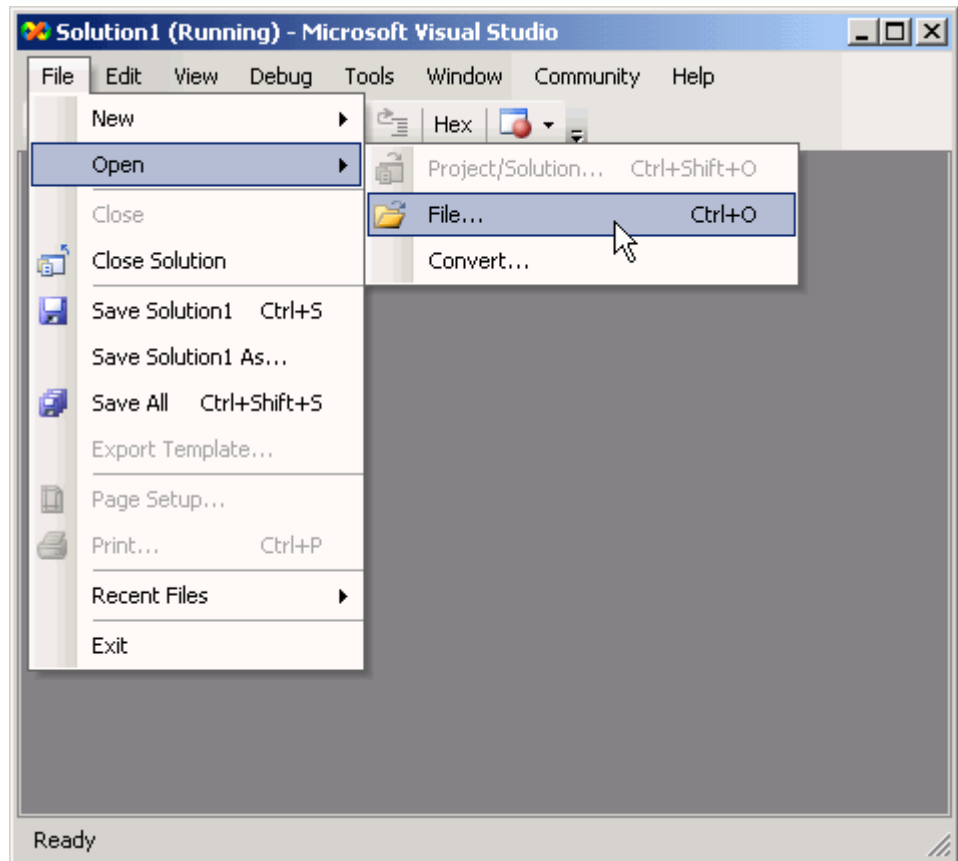 Solution1 (Running) - Microsoft Visual Studio
File Edit View Debug Tools Window Community Help
Hex
New
Open
Close
Close Solution
Save Solution1 Ctrl+S
Save Solution1 As...
Save All Ctrl+Shift+S
Export Template...
Page Setup...
Print... Ctrl+P
Recent Files
Exit
Project/Solution... Ctrl+Shift+O
File... Ctrl+O
Convert...
Ready